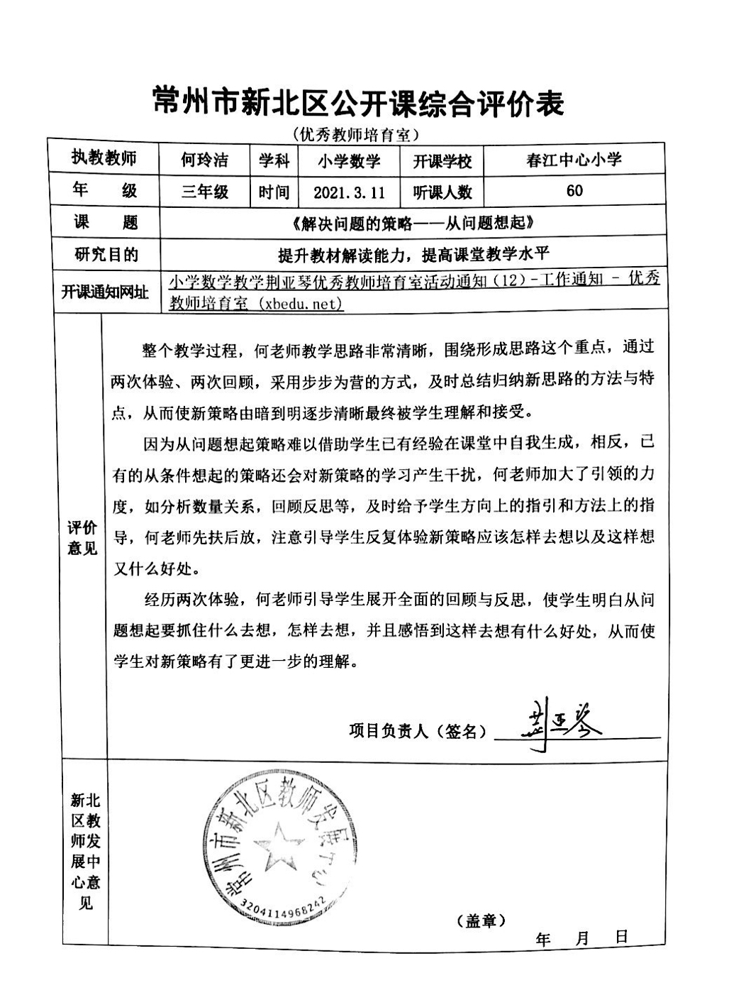 常州市新北区公开课综合评价表
（优秀教师培育室）
执教教师 何玲洁 学科 小学数学 开课学校 春江中心小学
年 级 三年级 时间 2021.3.11 听课人数 60
课 题 《解决问题的策略——从问题想起》
研究目的 提升教材解读能力，提高课堂教学水平
开课通知网址 小学数学教学荆亚琴优秀教师培育室活动通知（12）-工作通知 - 优秀
教师培育室 (xbedu.net)
整个教学过程，何老师教学思路非常清晰，围绕形成思路这个重点，通过
两次体验、两次回顾，采用步步为营的方式，及时总结归纳新思路的方法与特
点，从而使新策略由暗到明逐步清晰最终被学生理解和接受。
因为从问题想起策略难以借助学生已有经验在课堂中自我生成，相反，已
有的从条件想起的策略还会对新策略的学习产生干扰，何老师加大了引领的力
度，如分析数量关系，回顾反思等，及时给予学生方向上的指引和方法上的指
导，何老师先扶后放，注意引导学生反复体验新策略应该怎样去想以及这样想
又什么好处。
经历两次体验，何老师引导学生展开全面的回顾与反思，使学生明白从问
题想起要抓住什么去想，怎样去想，并且感悟到这样去想有什么好处，从而使
学生对新策略有了更进一步的理解。
评价
意见
项目负责人（签名） 荆亚琴
新北
区教
师发
展中
心意
见
常州市新北区教师发展中心
3204114968242
（盖章）
年 月 日